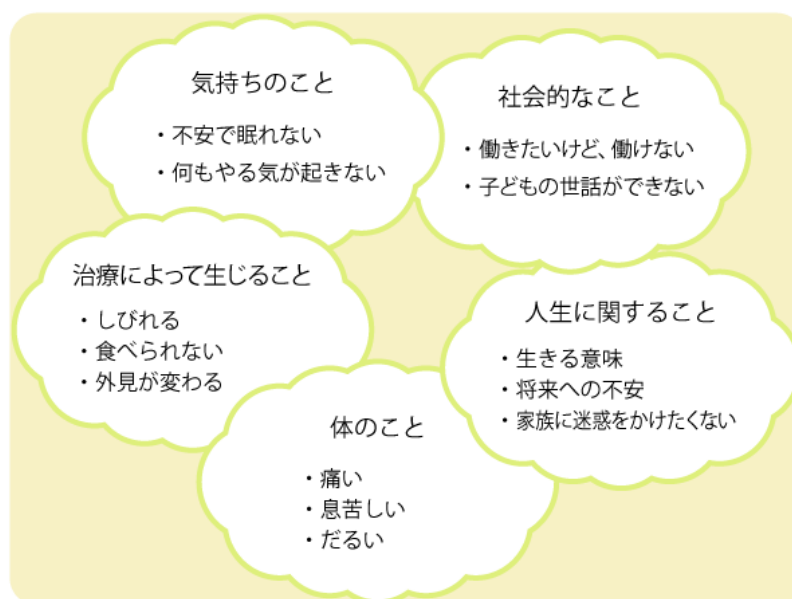 気持ちのこと
・不安で眠れない
・何もやる気が起きない
社会的なこと
・働きたいけど、働けない
・子どもの世話ができない
治療によって生じること
・しびれる
・食べられない
・外見が変わる
人生に関すること
・生きる意味
・将来への不安
・家族に迷惑をかけたくない
体のこと
・痛い
・息苦しい
・だるい